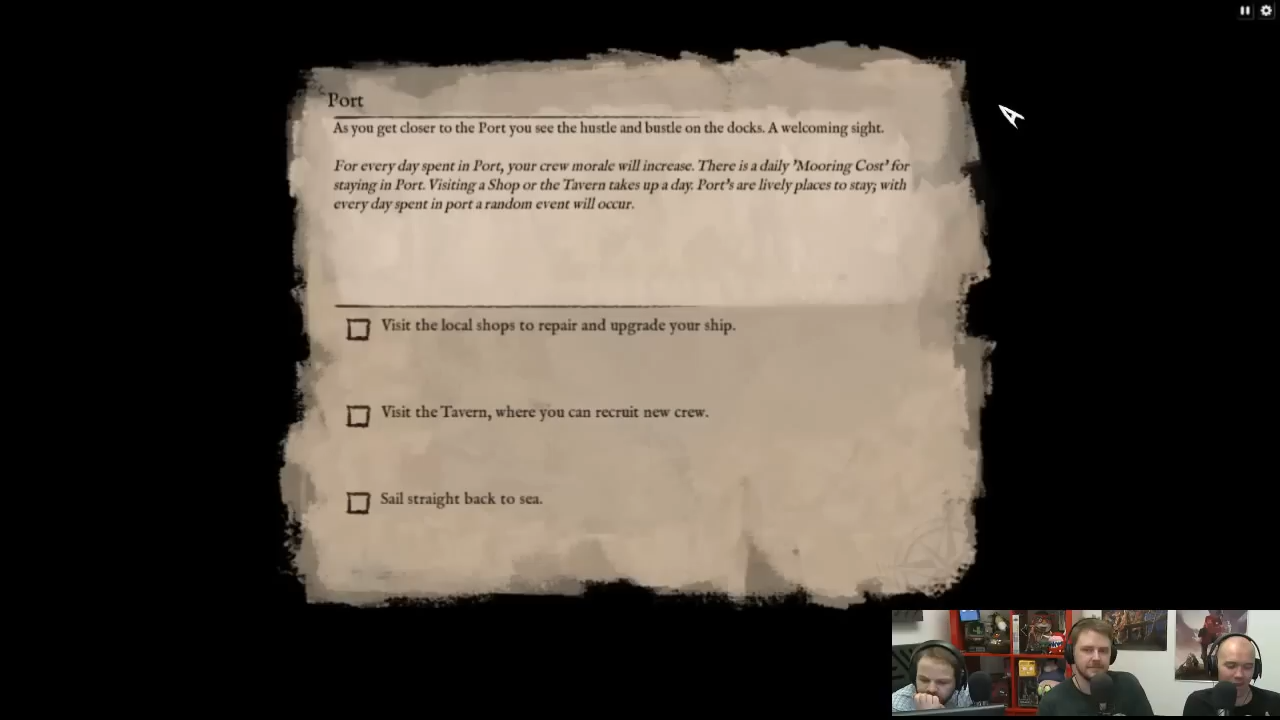 Port
As you get closer to the Port you see the hustle and bustle on the docks. A welcoming sight.
For every day spent in Port, your crew morale will increase. There is a daily 'Mooring Cost' for
staying in Port. Visiting a Shop or the Tavern takes up a day. Port's are lively places to stay; with
every day spent in port a random event will occur.
Visit the local shops to repair and upgrade your ship.
Visit the Tavern, where you can recruit new crew.
Sail straight back to sea.